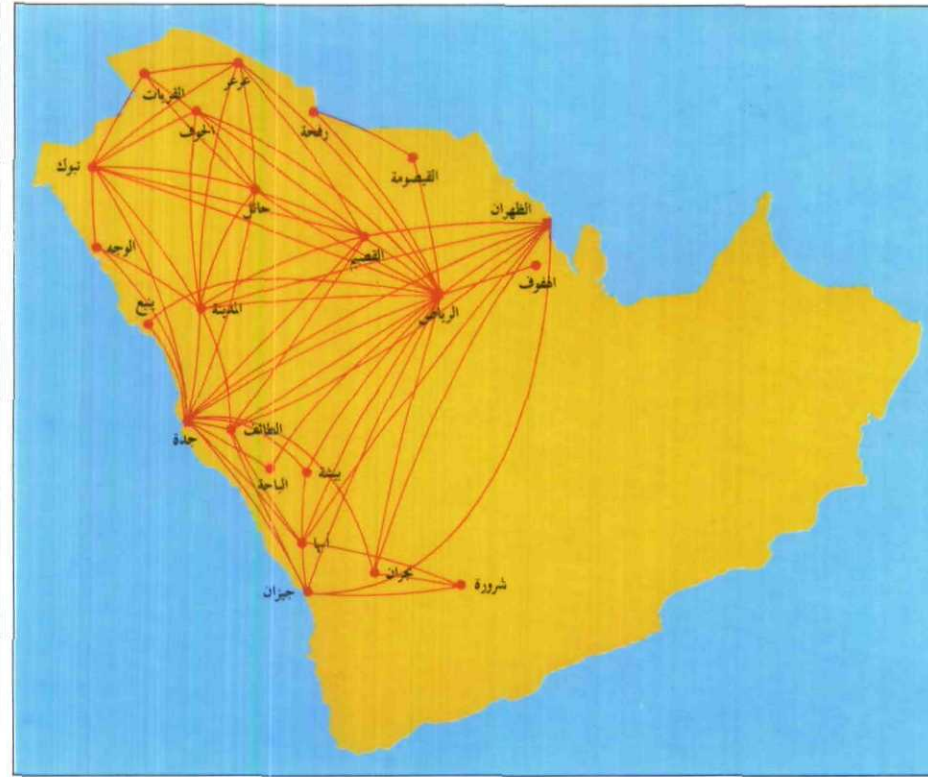 عرعر
القريات
الجوف
رفحة
تبوك
القيصومة
حائل
الظهران
القصيم
الوجه
الهفوف
ينبع
المدينة
الرياض
جدة
الطائف
الباحة
بيشة
أبها
نجران
جيزان
شرورة